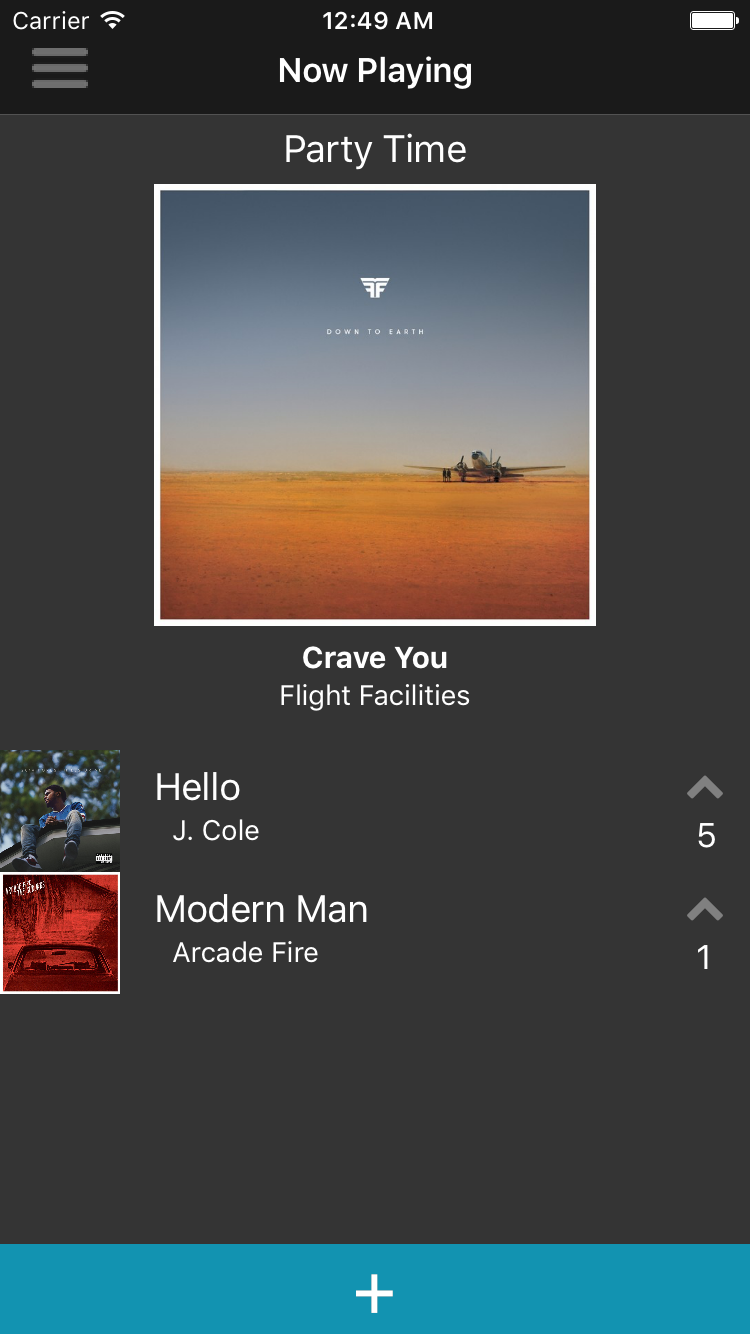 Carrier
12:49 AM
Now Playing
Party Time
DOWN TO EARTH
Crave You
Flight Facilities
Hello
J. Cole
5
Modern Man
Arcade Fire
1